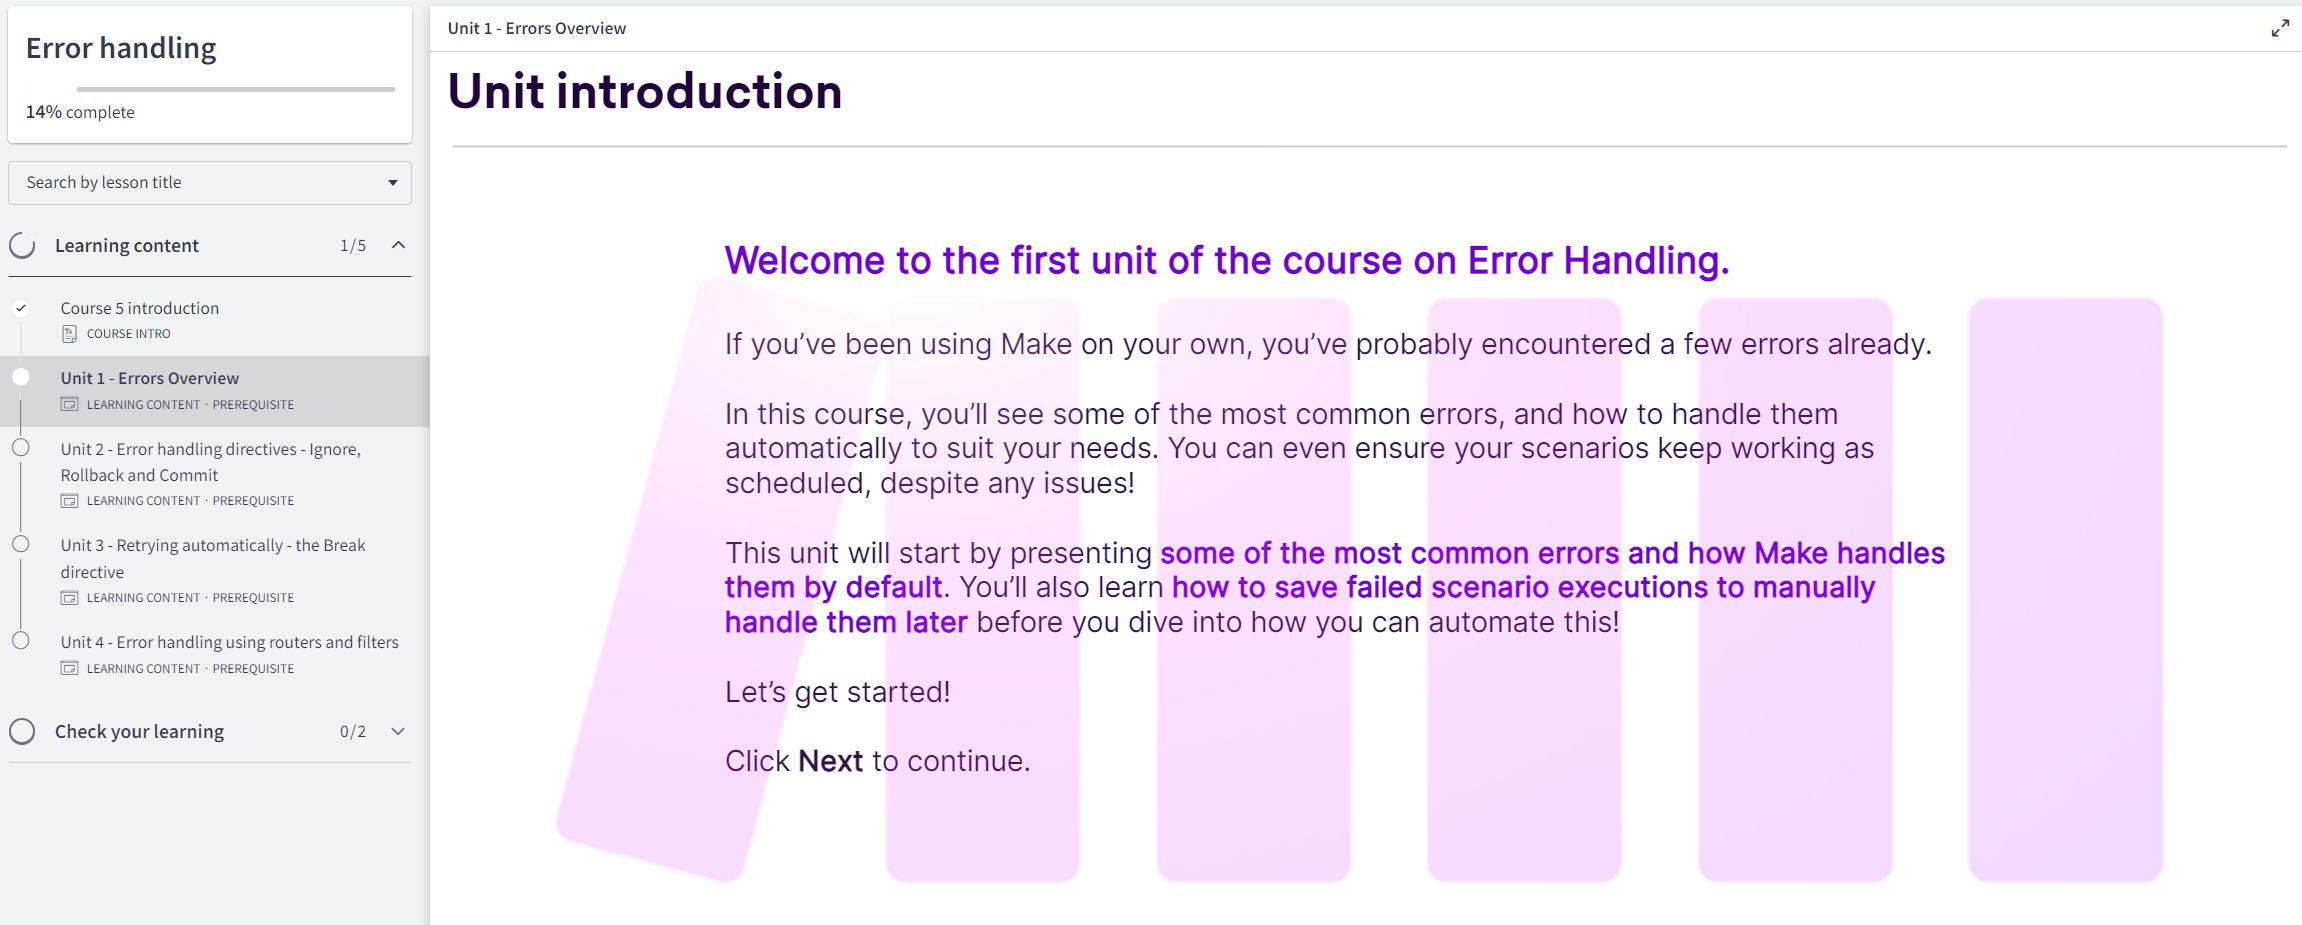 Error handling
14% complete
Search by lesson title
Learning content 1/5
Course 5 introduction
COURSE INTRO
Unit 1 - Errors Overview
LEARNING CONTENT · PREREQUISITE
Unit 2 - Error handling directives - Ignore,
Rollback and Commit
LEARNING CONTENT · PREREQUISITE
Unit 3 - Retrying automatically - the Break
directive
LEARNING CONTENT · PREREQUISITE
Unit 4 - Error handling using routers and filters
LEARNING CONTENT · PREREQUISITE
Check your learning 0/2
Unit 1 - Errors Overview
Unit introduction
Welcome to the first unit of the course on Error Handling.
If you’ve been using Make on your own, you’ve probably encountered a few errors already.
In this course, you’ll see some of the most common errors, and how to handle them
automatically to suit your needs. You can even ensure your scenarios keep working as
scheduled, despite any issues!
This unit will start by presenting some of the most common errors and how Make handles
them by default. You’ll also learn how to save failed scenario executions to manually
handle them later before you dive into how you can automate this!
Let’s get started!
Click Next to continue.